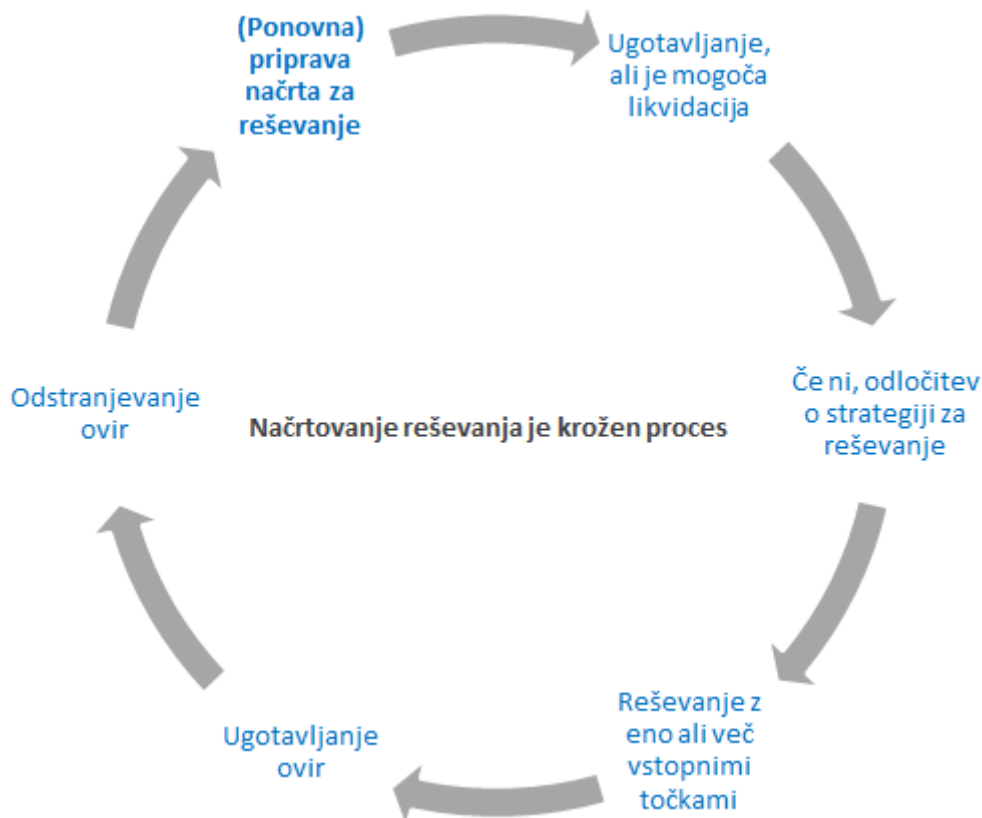 (Ponovna)
priprava
načrta za
reševanje
Ugotavljanje,
ali je mogoča
likvidacija
Če ni, odločitev
o strategiji za
reševanje
Reševanje z
eno ali več
vstopnimi
točkami
Ugotavljanje
ovir
Odstranjevanje
ovir
Načrtovanje reševanja je krožen proces